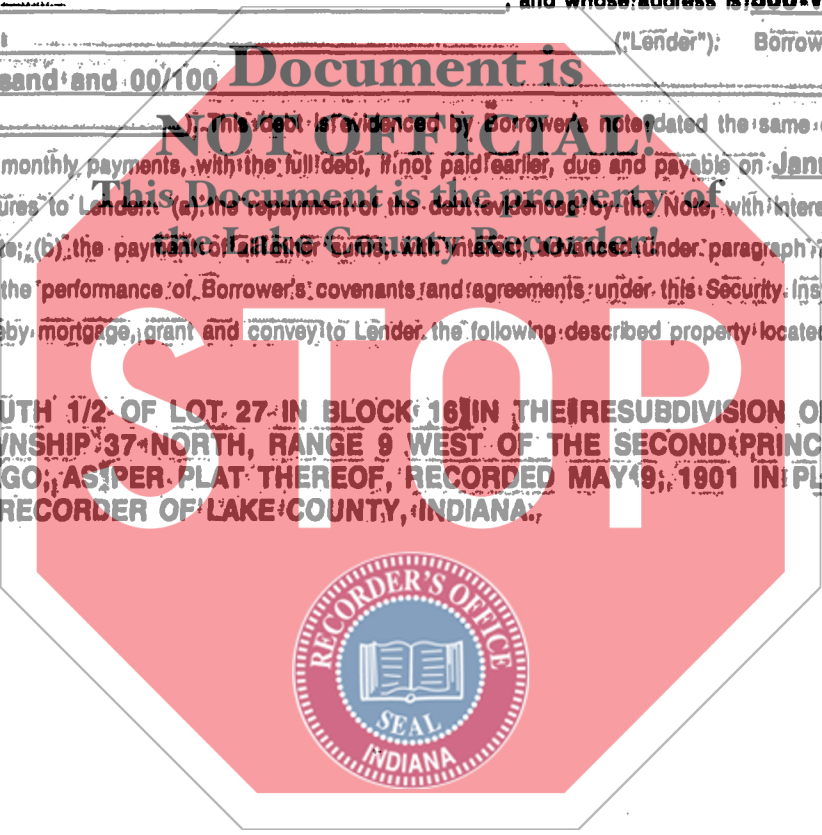 , and whose address is
("Lender"). Borrow
sand and 00/100
Document is
NOT OFFICIAL!
This Document is the property of
the Lake County Recorder!
). This debt is evidenced by Borrower's note dated the same
monthly payments, with the full debt, if not paid earlier, due and payable on Janu
ures to Lender: (a) the repayment of the debt evidenced by the Note, with intere
(b) the payment of all other sums, with interest, advanced under paragraph 7
the performance of Borrower's covenants and agreements under this Security Ins
eby mortgage, grant and convey to Lender the following described property located
UTH 1/2 OF LOT 27 IN BLOCK 16 IN THE RESUBDIVISION O
WNSHIP 37 NORTH, RANGE 9 WEST OF THE SECOND PRINC
GO, AS PER PLAT THEREOF, RECORDED MAY 9, 1901 IN PL
RECORDER OF LAKE COUNTY, INDIANA.
STOP
RECORDER'S OFFICE
SEAL
INDIANA